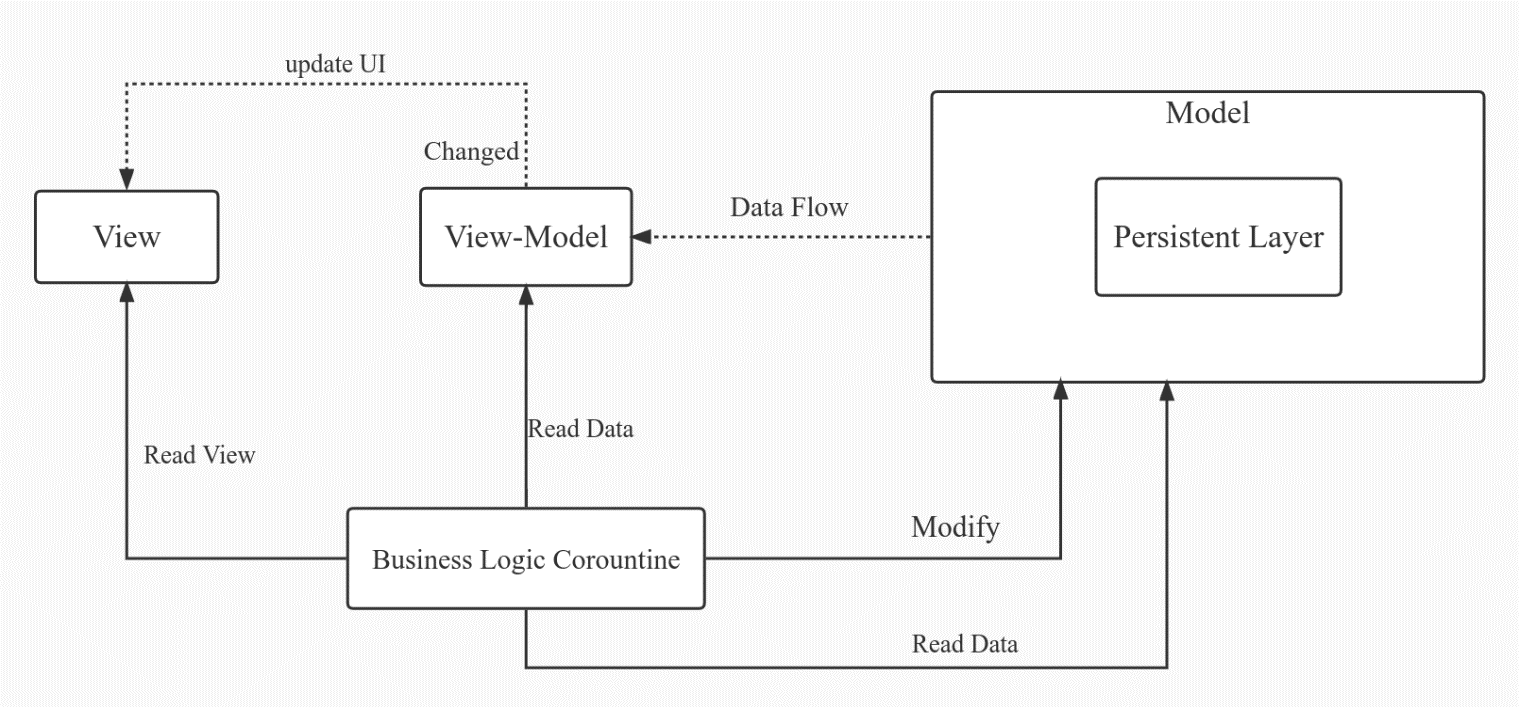 update UI
Changed
Model
View
View-Model
Data Flow
Persistent Layer
Read View
Read Data
Modify
Business Logic Corountine
Read Data